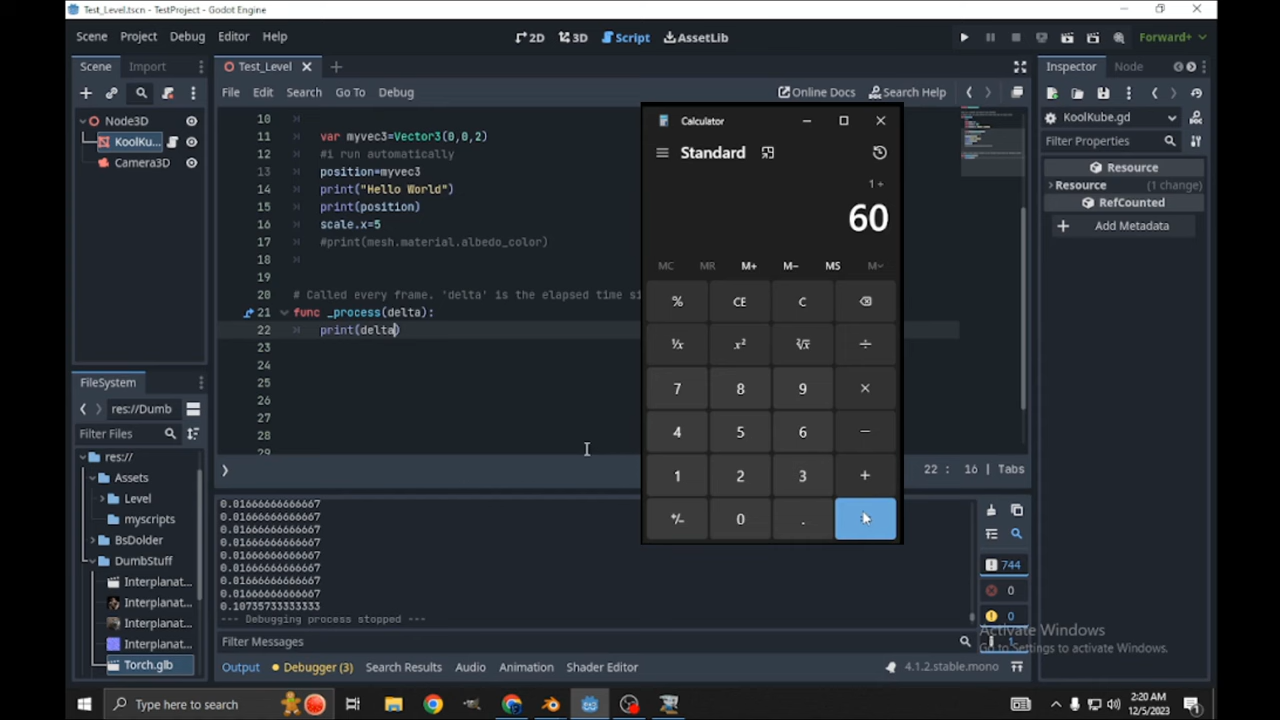 Test_Level.tscn - TestProject - Godot Engine
Scene Project Debug Editor Help
2D 3D Script AssetLib
Forward+
Scene Import
Node3D
KoolKu...
Camera3D
Test_Level
File Edit Search Go To Debug
Online Docs Search Help
10
11 var myvec3=Vector3(0,0,2)
12 #i run automatically
13 position=myvec3
14 print("Hello World")
15 print(position)
16 scale.x=5
17 #print(mesh.material.albedo_color)
18
19
20 # Called every frame. 'delta' is the elapsed time si
21 func _process(delta):
22 print(delta)
23
24
25
26
27
28
29
22 : 16 | Tabs
Calculator
Standard
1 +
60
MC MR M+ M− MS M
% CE C
¹/x x² ²√x ÷
7 8 9 ×
4 5 6 −
1 2 3 +
+/− 0 .
Inspector Node
KoolKube.gd
Filter Properties
Resource
Resource (1 change)
RefCounted
Add Metadata
FileSystem
res://Dumb
Filter Files
res://
Assets
Level
myscripts
BsDolder
DumbStuff
Interplanat...
Interplanat...
Interplanat...
Interplanat...
Torch.glb
0.01666666666667
0.01666666666667
0.01666666666667
0.01666666666667
0.01666666666667
0.01666666666667
0.01666666666667
0.01666666666667
0.10735733333333
--- Debugging process stopped ---
Filter Messages
744
0
0
1
Output Debugger (3) Search Results Audio Animation Shader Editor
4.1.2.stable.mono
Activate Windows
Go to Settings to activate Windows.
Type here to search
2:20 AM
12/5/2023
1